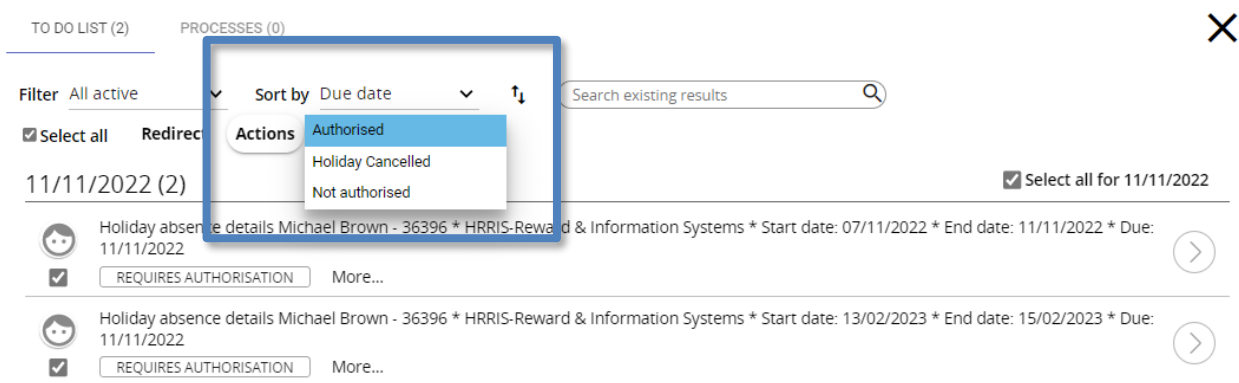 TO DO LIST (2) PROCESSES (0)
Filter All active Sort by Due date Search existing results
Select all Redirect Actions Authorised
Holiday Cancelled
Not authorised
11/11/2022 (2) Select all for 11/11/2022
Holiday absence details Michael Brown - 36396 * HRRIS-Reward & Information Systems * Start date: 07/11/2022 * End date: 11/11/2022 * Due:
11/11/2022
REQUIRES AUTHORISATION More...
Holiday absence details Michael Brown - 36396 * HRRIS-Reward & Information Systems * Start date: 13/02/2023 * End date: 15/02/2023 * Due:
11/11/2022
REQUIRES AUTHORISATION More...